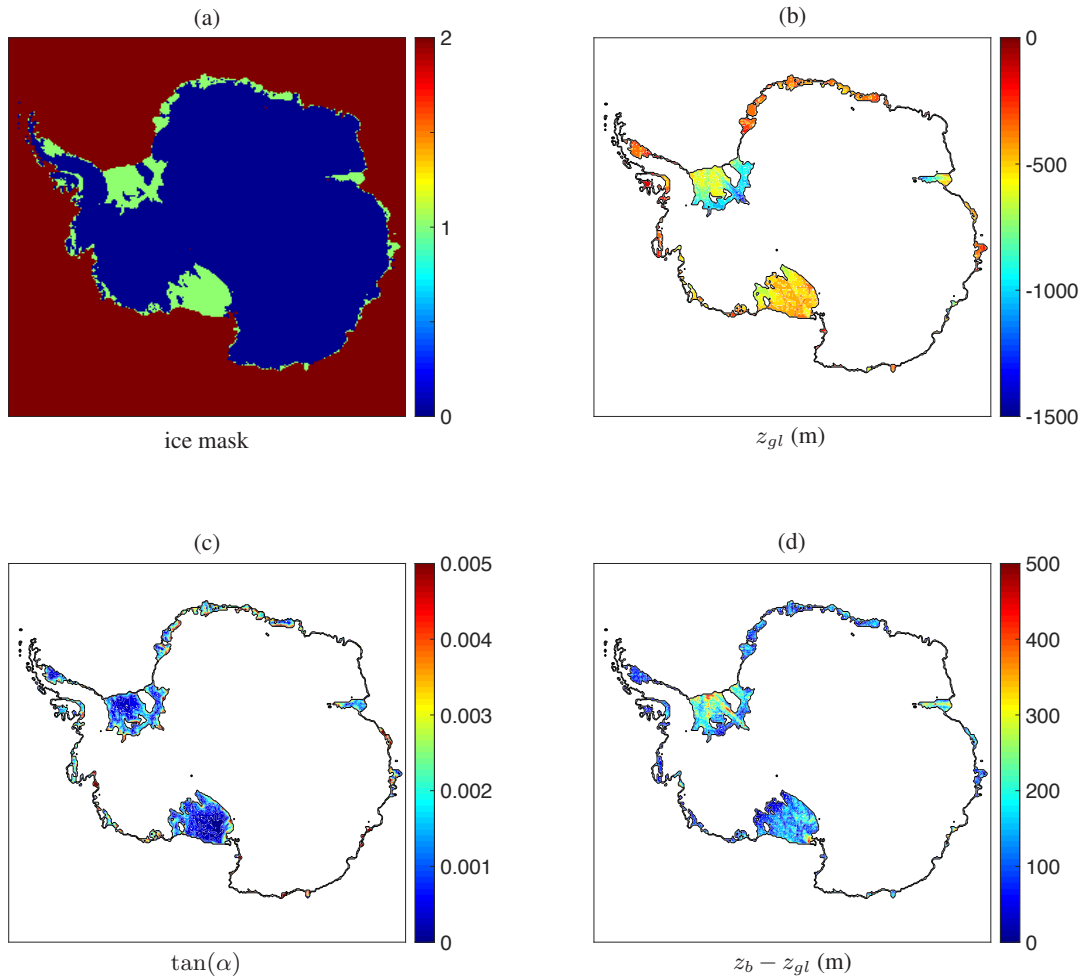 (a)
2
1
0
ice mask
(b)
0
-500
-1000
-1500
z_{gl} (m)
(c)
0.005
0.004
0.003
0.002
0.001
0
tan(α)
(d)
500
400
300
200
100
0
z_b − z_{gl} (m)